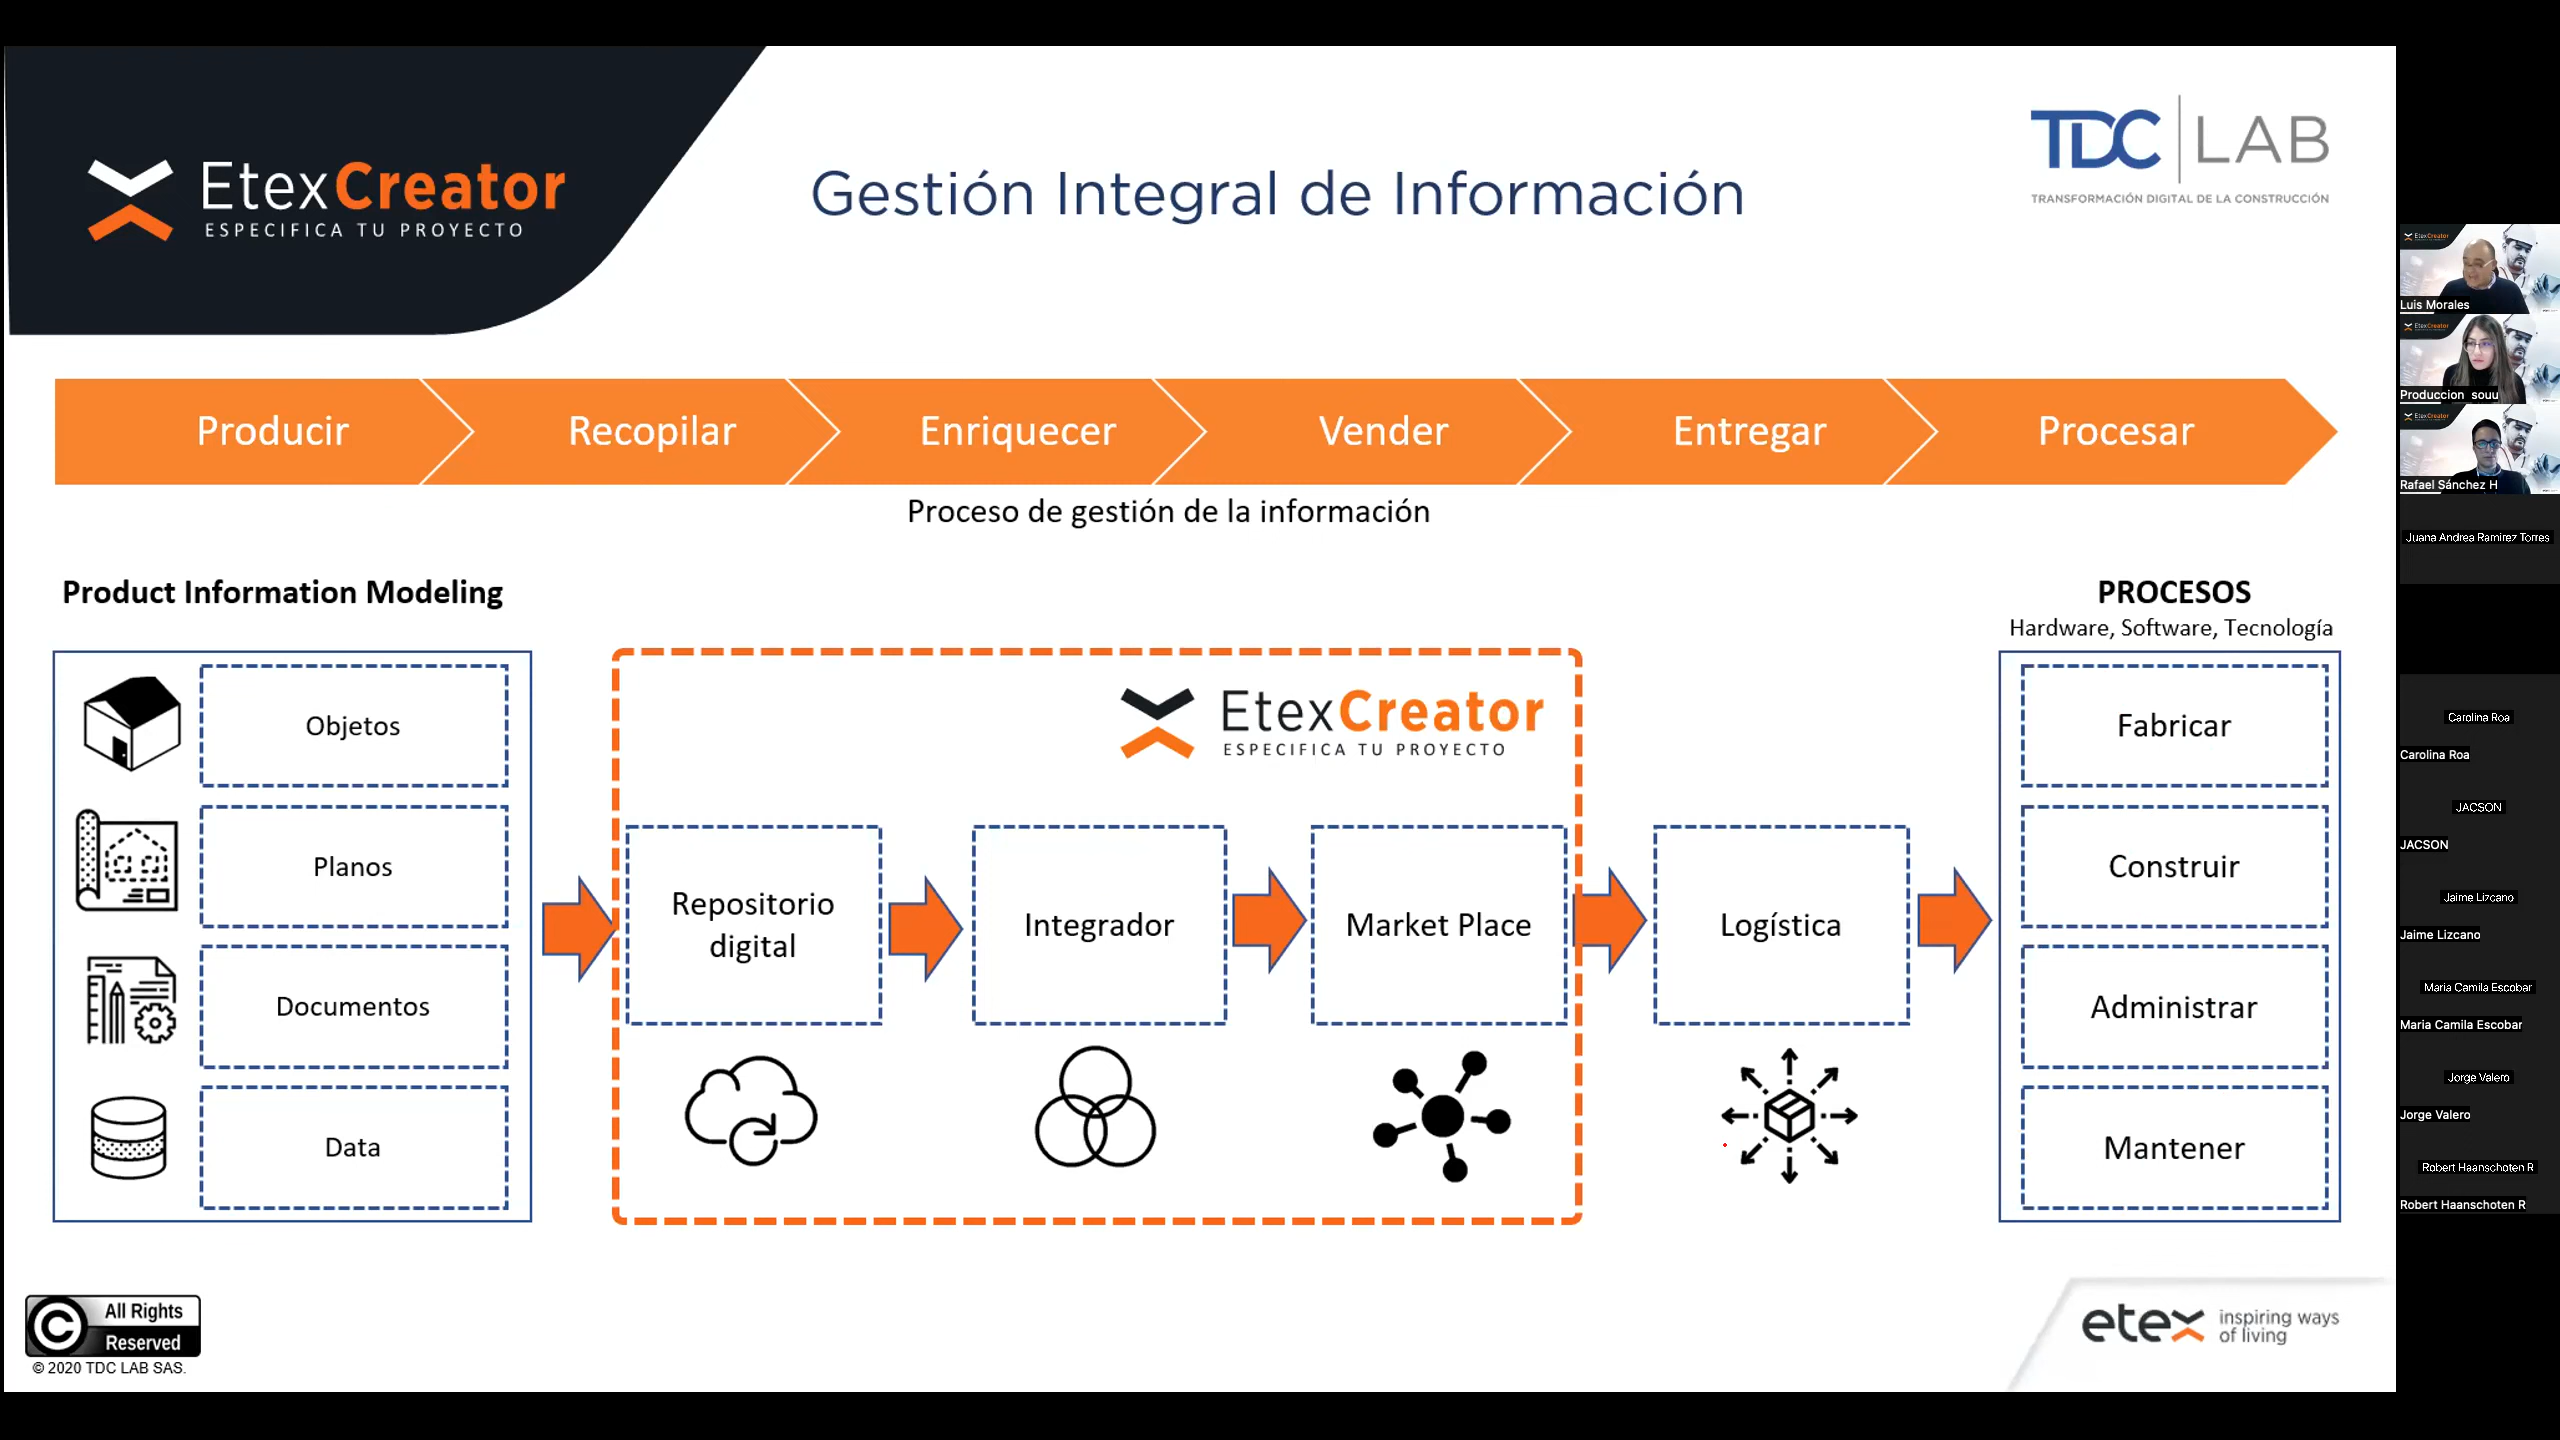 EtexCreator
ESPECIFICA TU PROYECTO
Gestión Integral de Información
TDC LAB
TRANSFORMACIÓN DIGITAL DE LA CONSTRUCCIÓN
Producir
Recopilar
Enriquecer
Vender
Entregar
Procesar
Proceso de gestión de la información
Product Information Modeling
Objetos
Planos
Documentos
Data
EtexCreator
ESPECIFICA TU PROYECTO
Repositorio
digital
Integrador
Market Place
Logística
PROCESOS
Hardware, Software, Tecnología
Fabricar
Construir
Administrar
Mantener
C All Rights
Reserved
© 2020 TDC LAB SAS.
etex inspiring ways
of living
EtexCreator
Luis Morales
EtexCreator
Produccion_souu
EtexCreator
Rafael Sánchez H
Juana Andrea Ramirez Torres
Carolina Roa
Carolina Roa
JACSON
JACSON
Jaime Lizcano
Jaime Lizcano
Maria Camila Escobar
Maria Camila Escobar
Jorge Valero
Jorge Valero
Robert Haanschoten R
Robert Haanschoten R